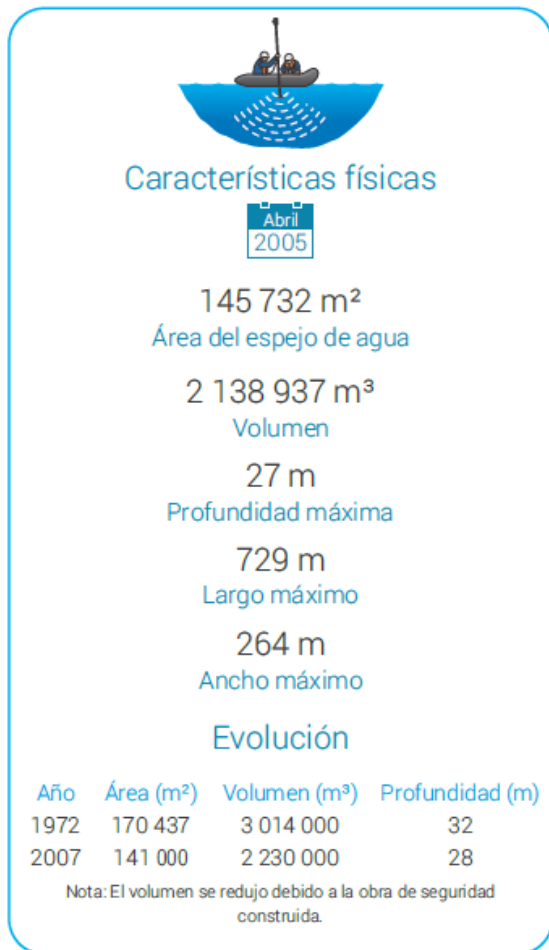 Características físicas
Abril
2005
145 732 m²
Área del espejo de agua
2 138 937 m³
Volumen
27 m
Profundidad máxima
729 m
Largo máximo
264 m
Ancho máximo
Evolución
Año Área (m²) Volumen (m³) Profundidad (m)
1972 170 437 3 014 000 32
2007 141 000 2 230 000 28
Nota: El volumen se redujo debido a la obra de seguridad
construida.